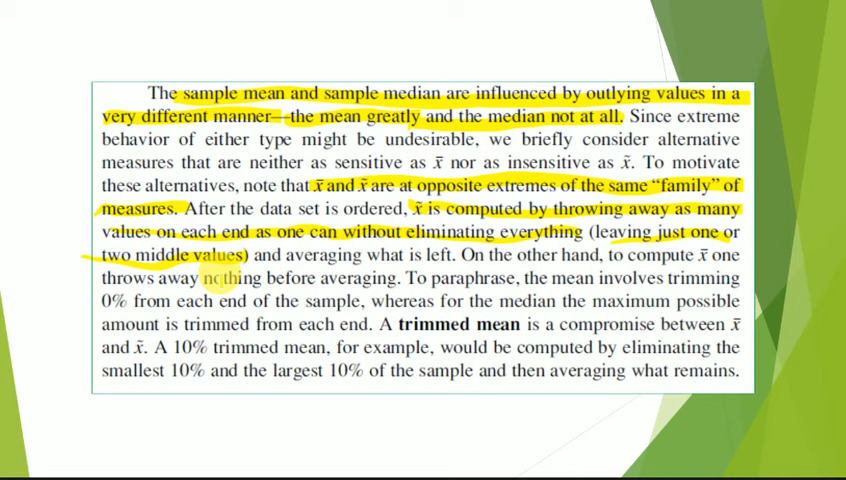 The sample mean and sample median are influenced by outlying values in a
very different manner—the mean greatly and the median not at all. Since extreme
behavior of either type might be undesirable, we briefly consider alternative
measures that are neither as sensitive as x̄ nor as insensitive as x̃. To motivate
these alternatives, note that x̄ and x̃ are at opposite extremes of the same “family” of
measures. After the data set is ordered, x̃ is computed by throwing away as many
values on each end as one can without eliminating everything (leaving just one or
two middle values) and averaging what is left. On the other hand, to compute x̄ one
throws away nothing before averaging. To paraphrase, the mean involves trimming
0% from each end of the sample, whereas for the median the maximum possible
amount is trimmed from each end. A trimmed mean is a compromise between x̄
and x̃. A 10% trimmed mean, for example, would be computed by eliminating the
smallest 10% and the largest 10% of the sample and then averaging what remains.